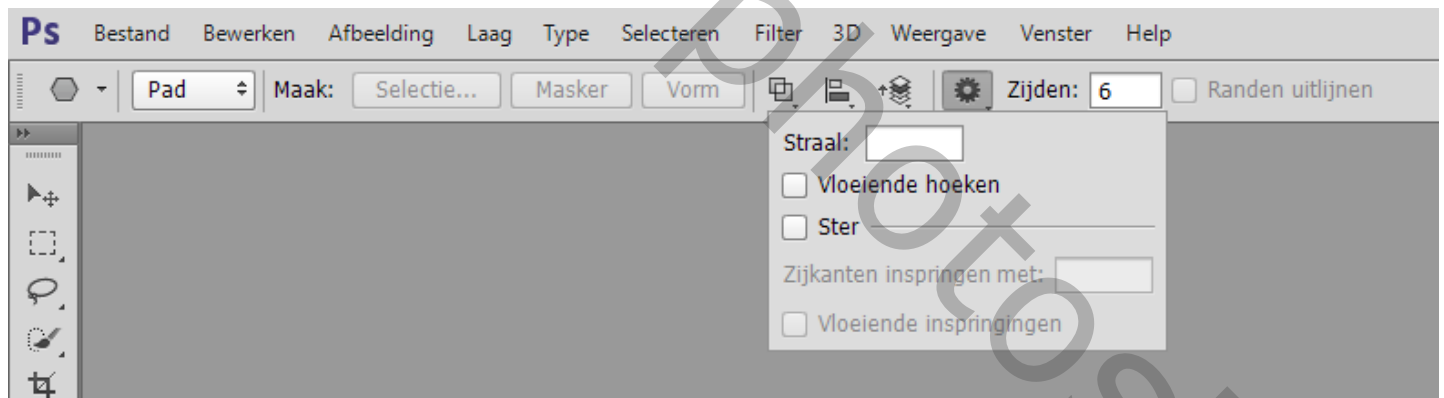 Ps Bestand Bewerken Afbeelding Laag Type Selecteren Filter 3D Weergave Venster Help
Pad Maak: Selectie... Masker Vorm Zijden: 6 Randen uitlijnen
Straal:
Vloeiende hoeken
Ster
Zijkanten inspringen met:
Vloeiende inspringingen